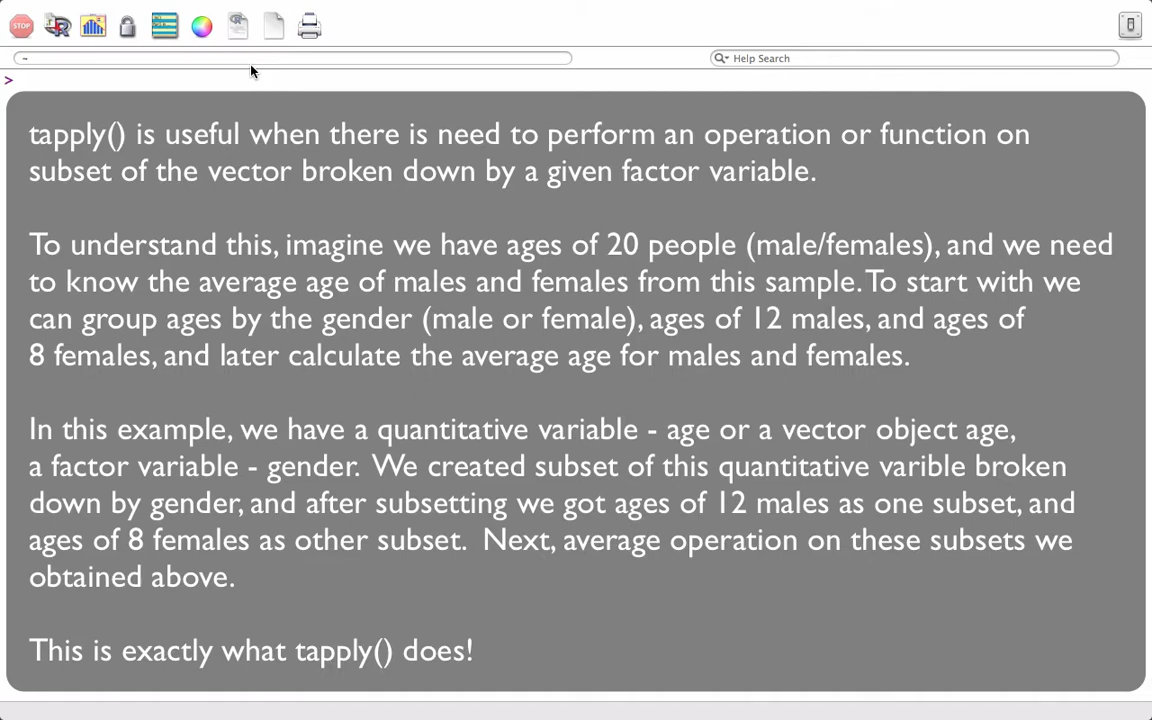 STOP
R
~
Help Search
>
tapply() is useful when there is need to perform an operation or function on
subset of the vector broken down by a given factor variable.
To understand this, imagine we have ages of 20 people (male/females), and we need
to know the average age of males and females from this sample. To start with we
can group ages by the gender (male or female), ages of 12 males, and ages of
8 females, and later calculate the average age for males and females.
In this example, we have a quantitative variable - age or a vector object age,
a factor variable - gender. We created subset of this quantitative varible broken
down by gender, and after subsetting we got ages of 12 males as one subset, and
ages of 8 females as other subset. Next, average operation on these subsets we
obtained above.
This is exactly what tapply() does!